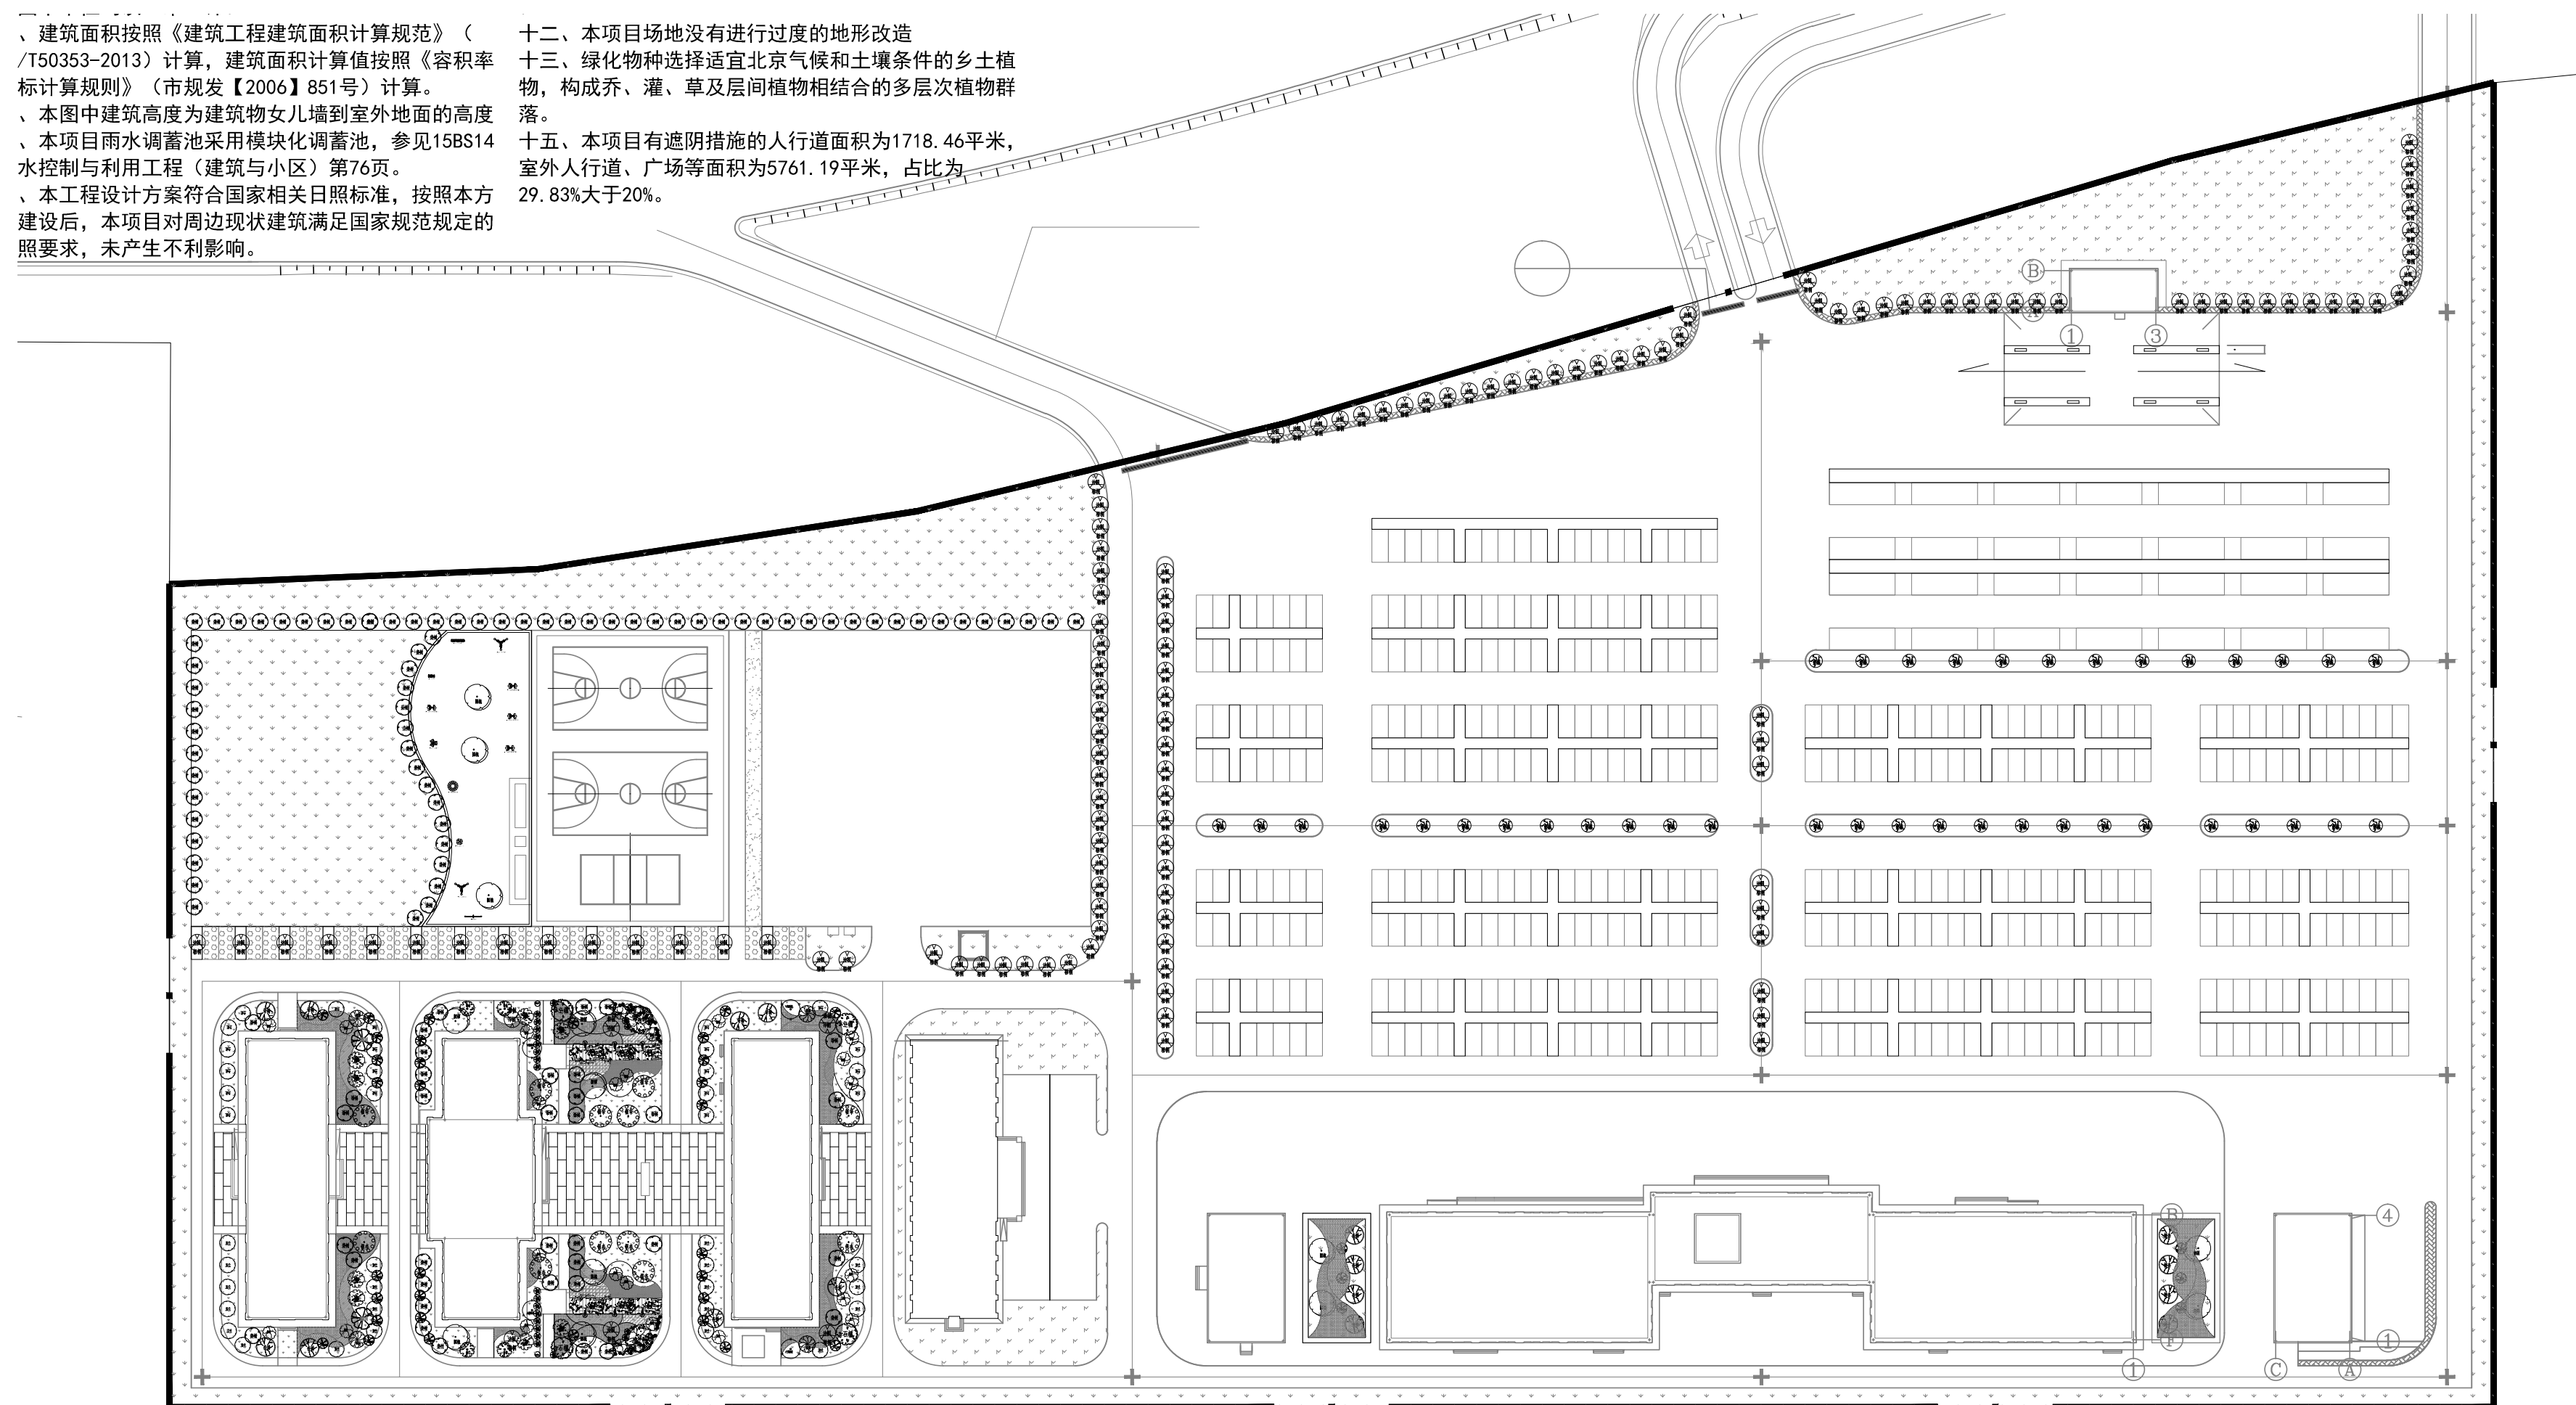 、建筑面积按照《建筑工程建筑面积计算规范》（
/T50353-2013）计算，建筑面积计算值按照《容积率
标计算规则》（市规发【2006】851号）计算。
、本图中建筑高度为建筑物女儿墙到室外地面的高度
、本项目雨水调蓄池采用模块化调蓄池，参见15BS14
水控制与利用工程（建筑与小区）第76页。
、本工程设计方案符合国家相关日照标准，按照本方
建设后，本项目对周边现状建筑满足国家规范规定的
照要求，未产生不利影响。
十二、本项目场地没有进行过度的地形改造
十三、绿化物种选择适宜北京气候和土壤条件的乡土植
物，构成乔、灌、草及层间植物相结合的多层次植物群
落。
十五、本项目有遮阴措施的人行道面积为1718.46平米，
室外人行道、广场等面积为5761.19平米，占比为
29.83%大于20%。
B
A
1
3
B
4
F
1
1
C
A